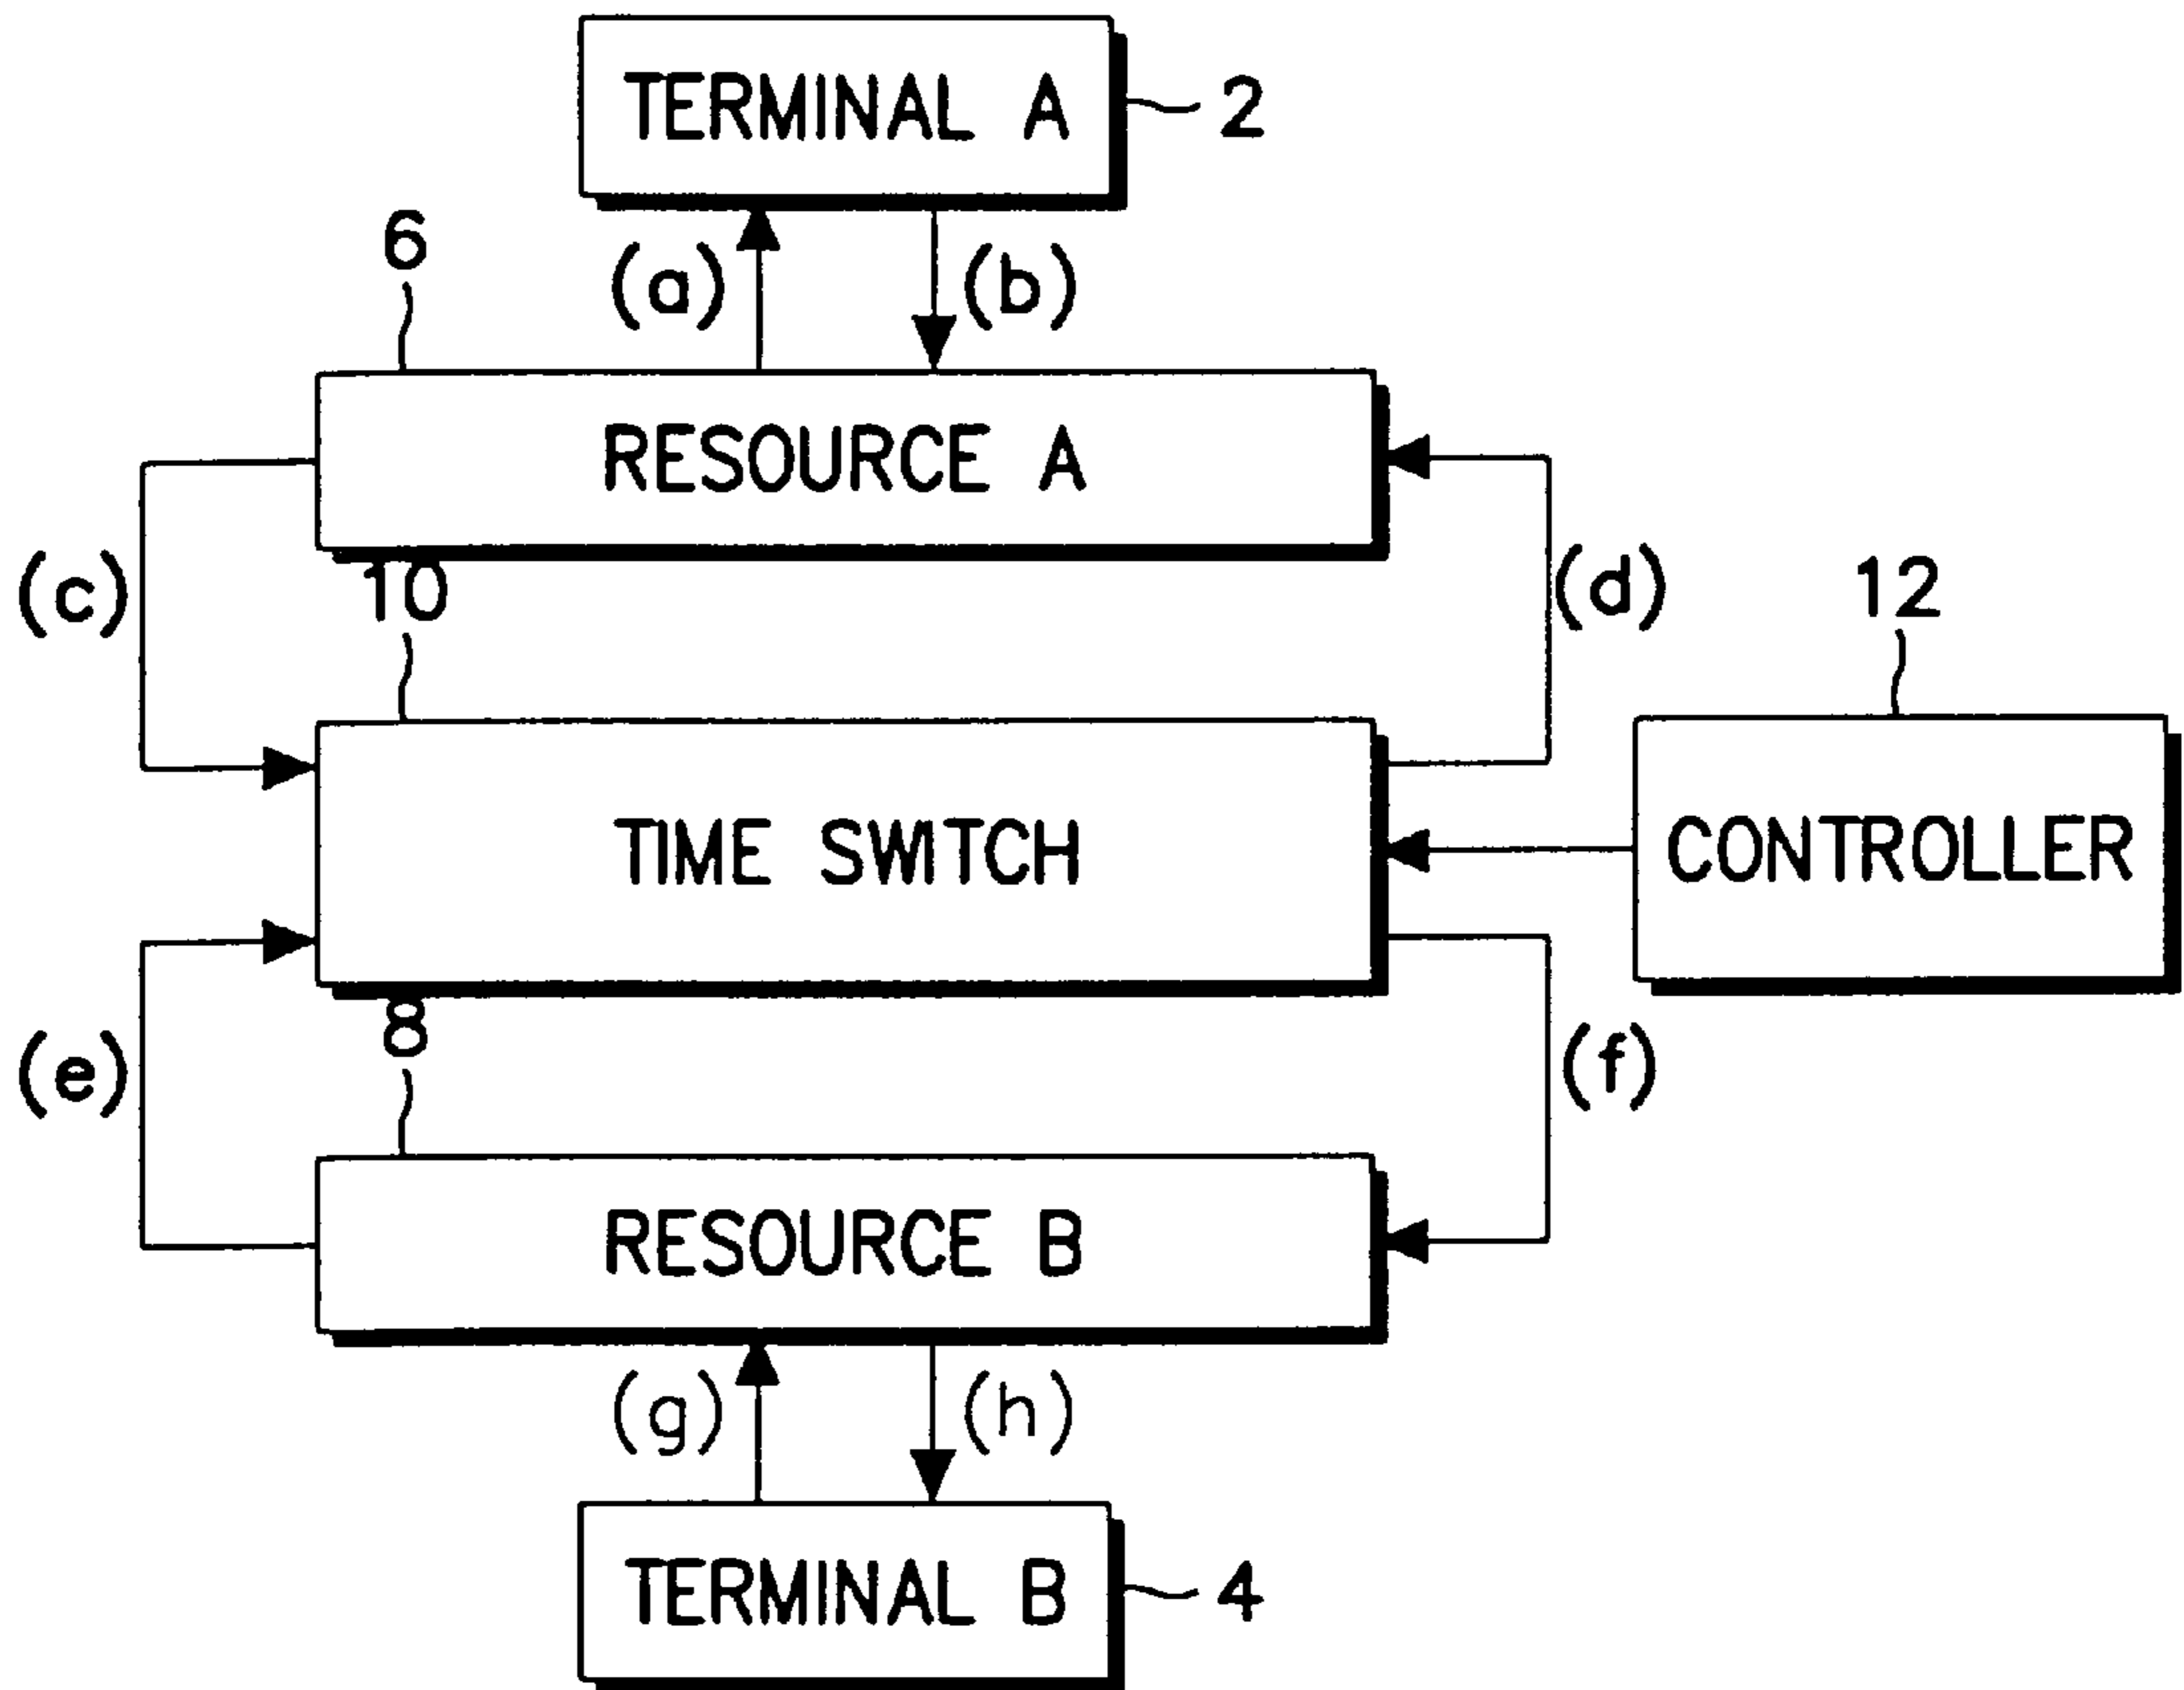 TERMINAL A
2
6
(a)
(b)
RESOURCE A
(c)
10
(d)
12
TIME SWITCH
CONTROLLER
(e)
8
(f)
RESOURCE B
(g)
(h)
TERMINAL B
4